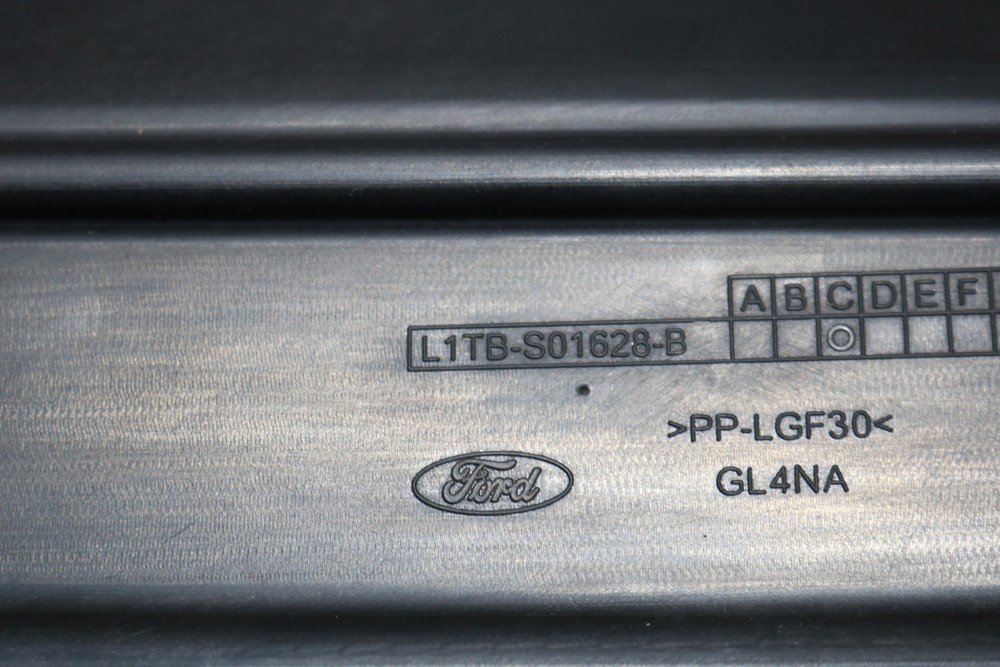 A B C D E F
L1TB-S01628-B
>PP-LGF30<
Ford
GL4NA